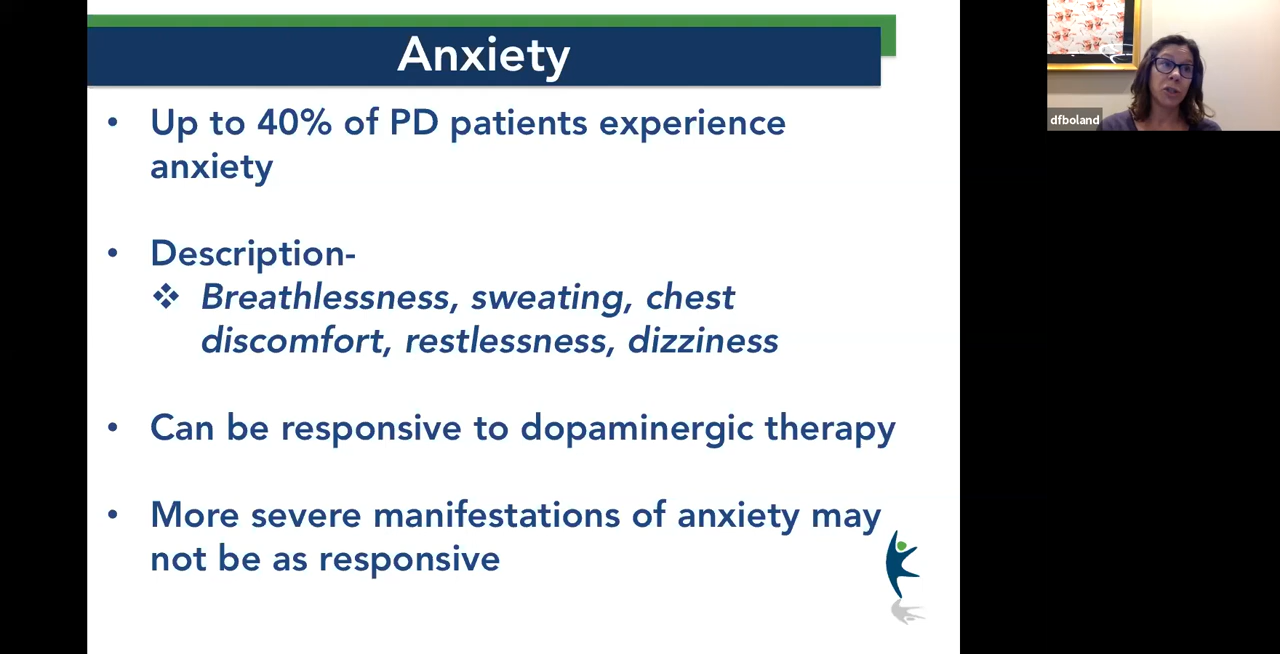 Anxiety
• Up to 40% of PD patients experience
anxiety
• Description-
❖ Breathlessness, sweating, chest
discomfort, restlessness, dizziness
• Can be responsive to dopaminergic therapy
• More severe manifestations of anxiety may
not be as responsive
dfboland